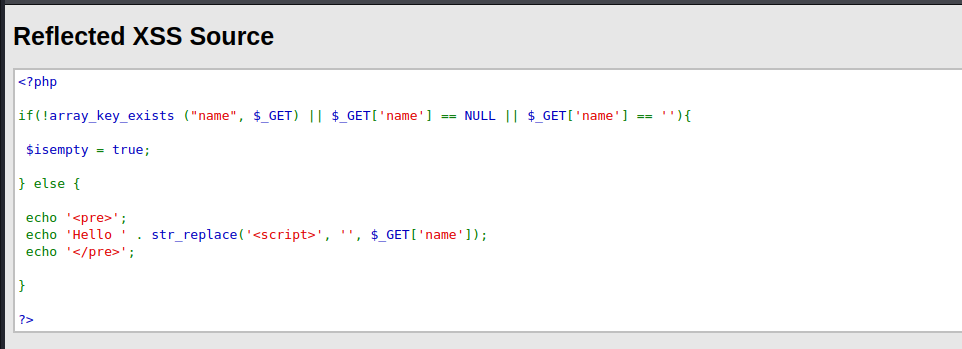 Reflected XSS Source
<?php
if(!array_key_exists ("name", $_GET) || $_GET['name'] == NULL || $_GET['name'] == ''){
$isempty = true;
} else {
echo '<pre>';
echo 'Hello ' . str_replace('<script>', '', $_GET['name']);
echo '</pre>';
}
?>